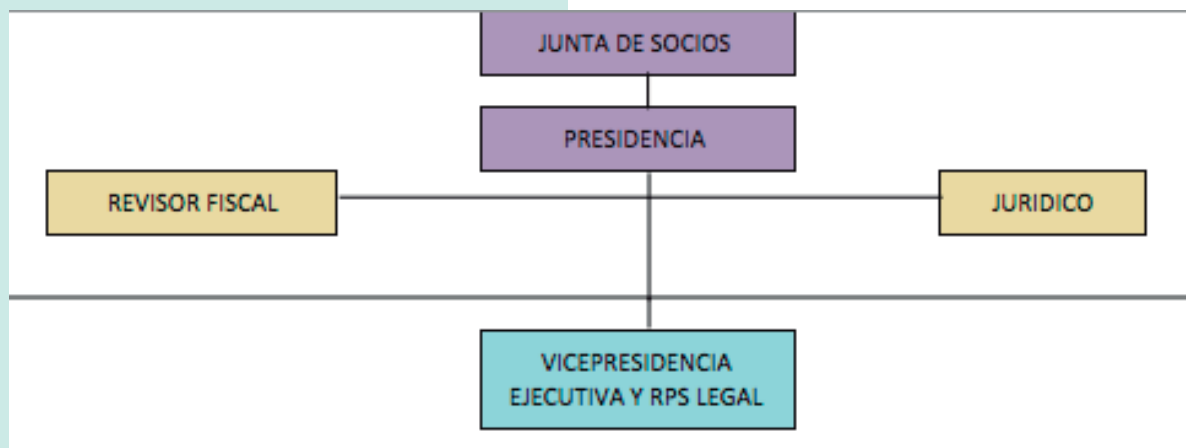 JUNTA DE SOCIOS
PRESIDENCIA
REVISOR FISCAL
JURIDICO
VICEPRESIDENCIA
EJECUTIVA Y RPS LEGAL